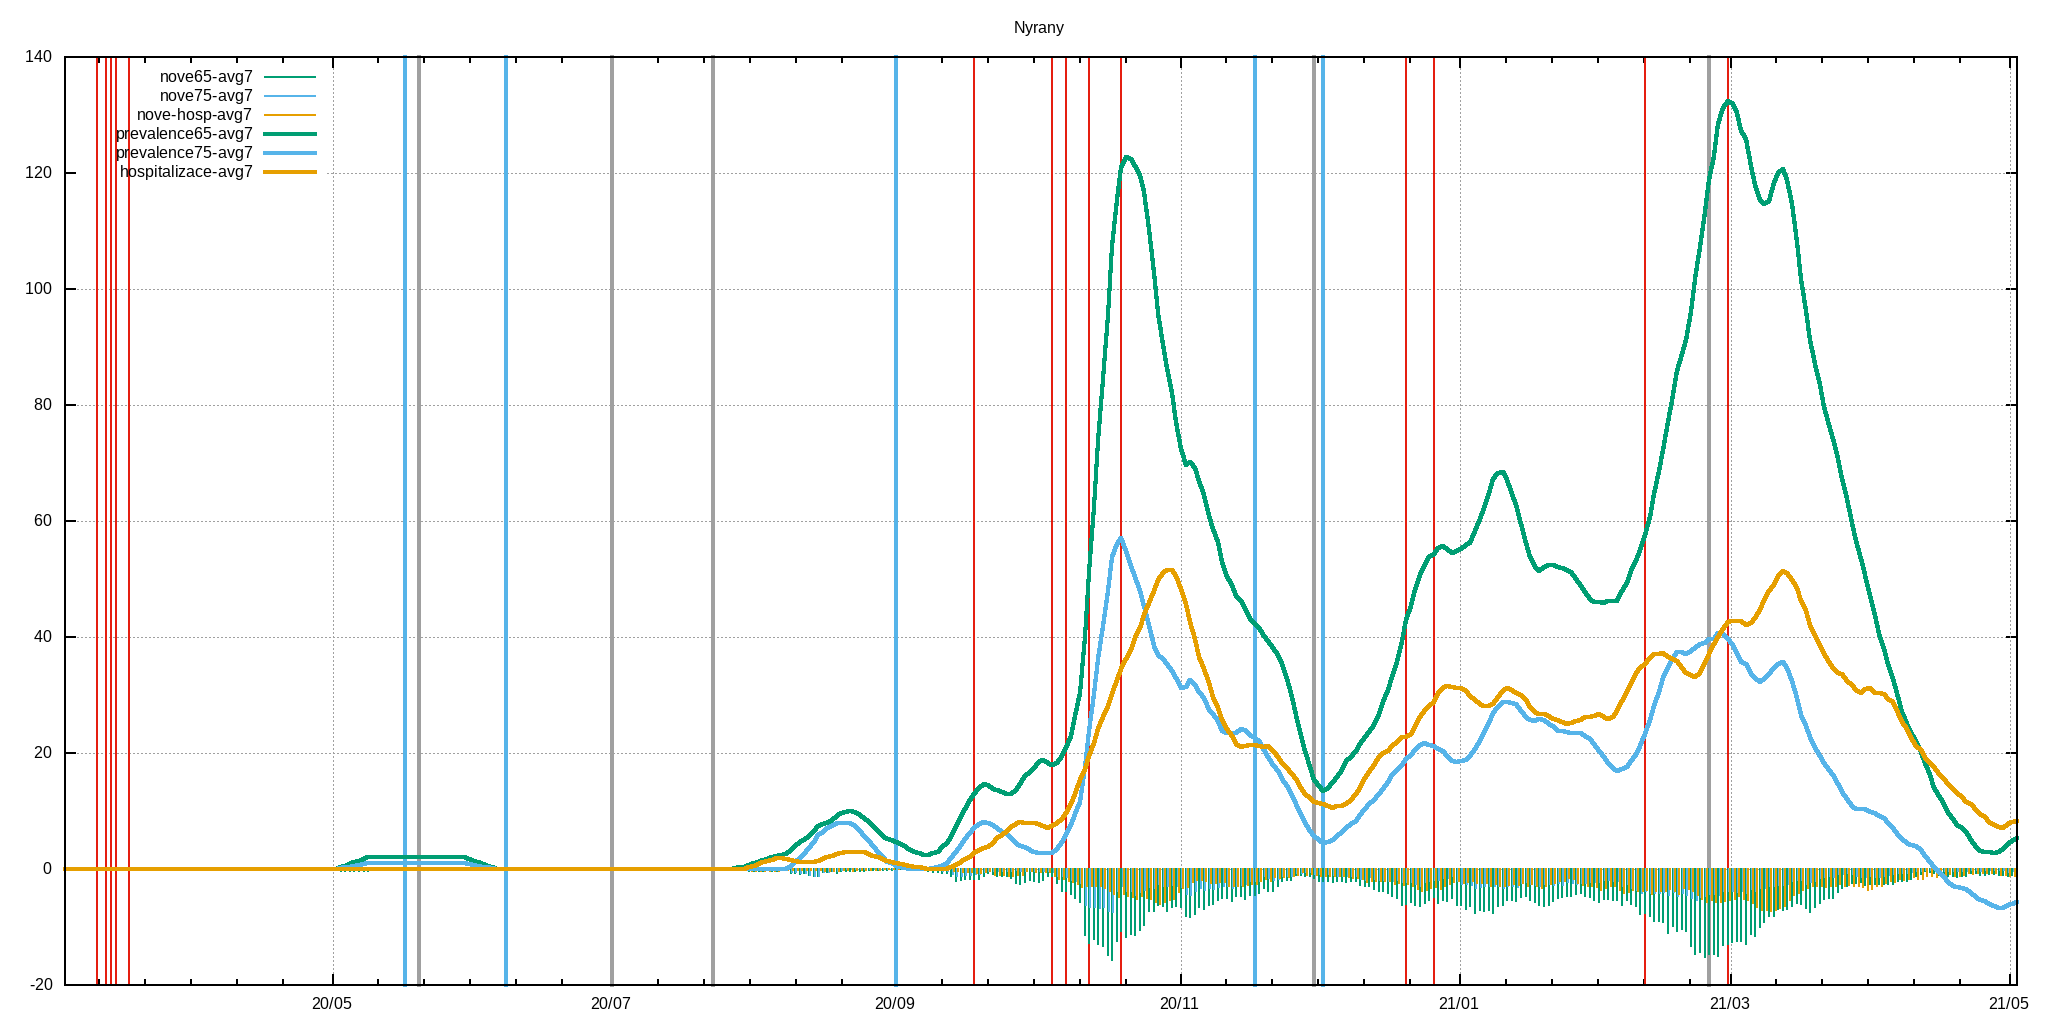 Nyrany
140
120
100
80
60
40
20
0
-20
nove65-avg7
nove75-avg7
nove-hosp-avg7
prevalence65-avg7
prevalence75-avg7
hospitalizace-avg7
20/05 20/07 20/09 20/11 21/01 21/03 21/05